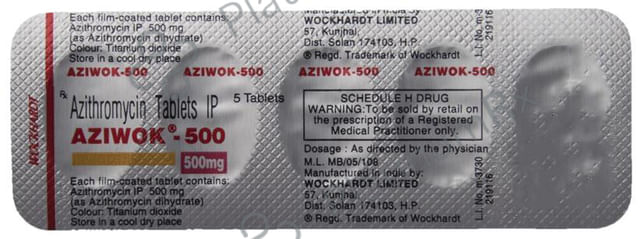 Each film-coated tablet contains:
Azithromycin IP 500 mg
(as Azithromycin dihydrate)
Colour: Titanium dioxide
Store in a cool dry place
WOCKHARDT LIMITED
57, Kunjhal,
Dist. Solan 174103, H.P.
® Regd. Trademark of Wockhardt
219116
AZIWOK-500 AZIWOK-500 AZIWOK-500 AZIWOK-500
WOCKHARDT
Rx
Azithromycin Tablets IP 5 Tablets
AZIWOK®-500
500mg
SCHEDULE H DRUG
WARNING:To be sold by retail on
the prescription of a Registered
Medical Practitioner only.
Dosage : As directed by the physician
M.L. MB/05/108
Manufactured in India by:
WOCKHARDT LIMITED
57, Kunjhal,
Dist. Solan 174103, H.P.
® Regd. Trademark of Wockhardt
219116
Each film-coated tablet contains:
Azithromycin IP 500 mg
(as Azithromycin dihydrate)
Colour: Titanium dioxide
Store in a cool dry place